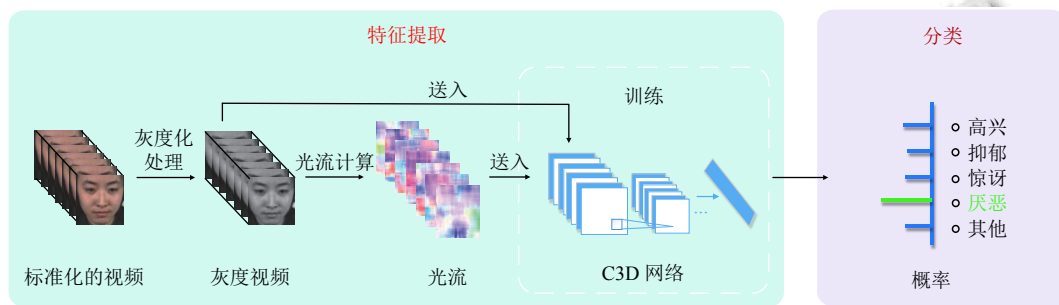 特征提取
分类
送入
训练
灰度化
处理
光流计算
送入
...
高兴
抑郁
惊讶
厌恶
其他
标准化的视频
灰度视频
光流
C3D 网络
概率